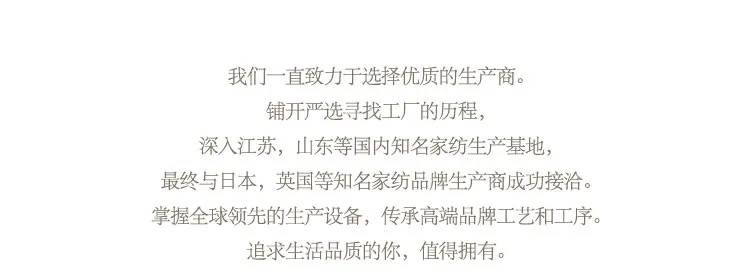 我们一直致力于选择优质的生产商。
铺开严选寻找工厂的历程，
深入江苏，山东等国内知名家纺生产基地，
最终与日本，英国等知名家纺品牌生产商成功接洽。
掌握全球领先的生产设备，传承高端品牌工艺和工序。
追求生活品质的你，值得拥有。